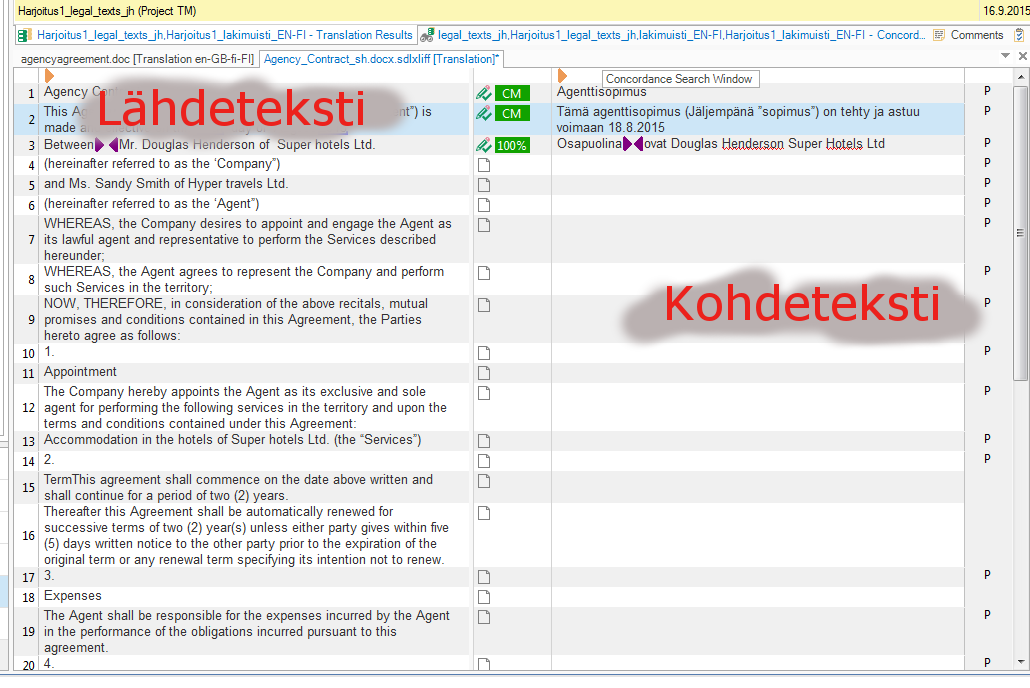 Harjoitus1_legal_texts_jh (Project TM) 16.9.2015
Harjoitus1_legal_texts_jh,Harjoitus1_lakimuisti_EN-FI - Translation Results legal_texts_jh,Harjoitus1_legal_texts_jh,lakimuisti_EN-FI,Harjoitus1_lakimuisti_EN-FI - Concord... Comments
agencyagreement.doc [Translation en-GB-fi-FI] Agency_Contract_sh.docx.sdlxliff [Translation]*
Concordance Search Window
1 Agency CM Agenttisopimus P
Lähdeteksti
2 This ") is CM Tämä agenttisopimus (Jäljempänä ”sopimus”) on tehty ja astuu P
made voimaan 18.8.2015
3 Between Mr. Douglas Henderson of Super hotels Ltd. 100% Osapuolina ovat Douglas Henderson Super Hotels Ltd P
4 (hereinafter referred to as the ‘Company”) P
5 and Ms. Sandy Smith of Hyper travels Ltd. P
6 (hereinafter referred to as the ‘Agent”) P
WHEREAS, the Company desires to appoint and engage the Agent as P
7 its lawful agent and representative to perform the Services described
hereunder;
8 WHEREAS, the Agent agrees to represent the Company and perform P
such Services in the territory;
Kohdeteksti
NOW, THEREFORE, in consideration of the above recitals, mutual P
9 promises and conditions contained in this Agreement, the Parties
hereto agree as follows:
10 1. P
11 Appointment P
The Company hereby appoints the Agent as its exclusive and sole P
12 agent for performing the following services in the territory and upon the
terms and conditions contained under this Agreement:
13 Accommodation in the hotels of Super hotels Ltd. (the “Services”) P
14 2. P
15 TermThis agreement shall commence on the date above written and
shall continue for a period of two (2) years.
Thereafter this Agreement shall be automatically renewed for
16 successive terms of two (2) year(s) unless either party gives within five
(5) days written notice to the other party prior to the expiration of the
original term or any renewal term specifying its intention not to renew.
17 3. P
18 Expenses P
The Agent shall be responsible for the expenses incurred by the Agent P
19 in the performance of the obligations incurred pursuant to this
agreement.
20 4. P